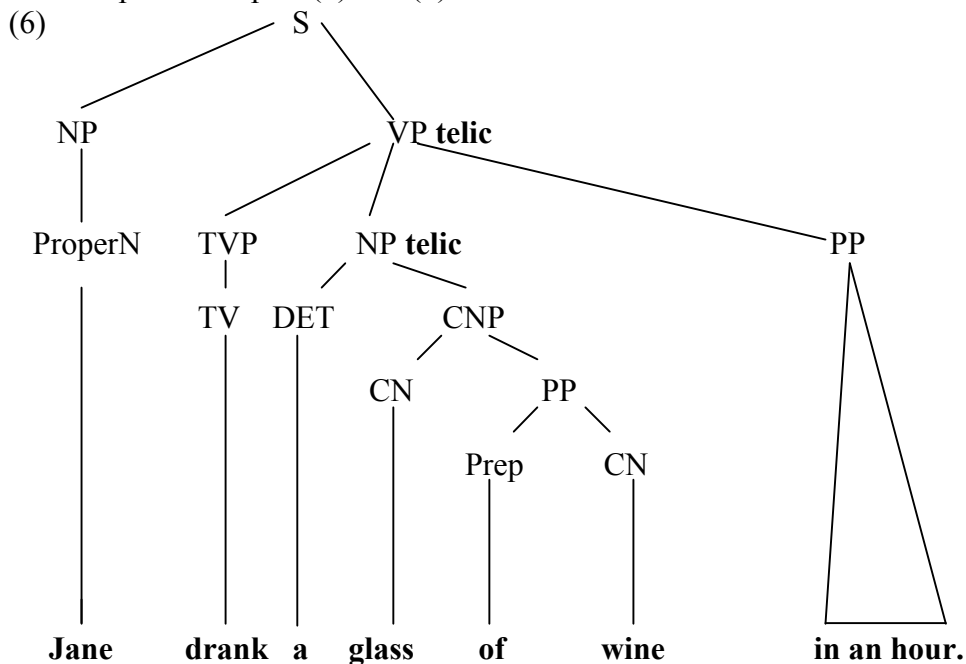 (6) S
NP VP telic
ProperN TVP NP telic PP
TV DET CNP
CN PP
Prep CN
Jane drank a glass of wine in an hour.